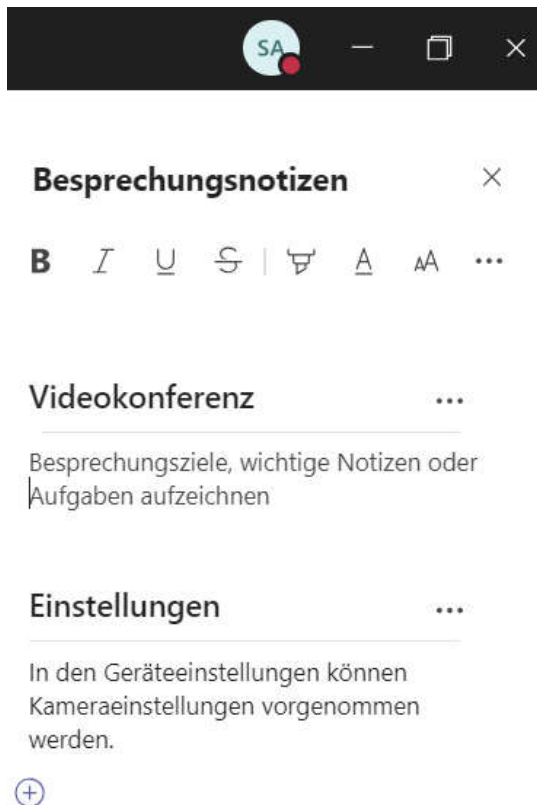 SA
Besprechungsnotizen
B I U S A AA
Videokonferenz
Besprechungsziele, wichtige Notizen oder
Aufgaben aufzeichnen
Einstellungen
In den Geräteeinstellungen können
Kameraeinstellungen vorgenommen
werden.